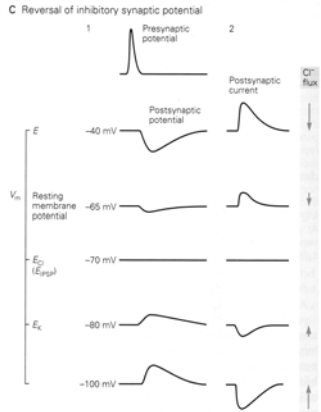 C Reversal of inhibitory synaptic potential
1
Presynaptic
potential
2
Postsynaptic
current
Cl⁻
flux
Postsynaptic
potential
E
−40 mV
Vm
Resting
membrane
potential
−65 mV
ECl
(EIPSP)
−70 mV
EK
−80 mV
−100 mV